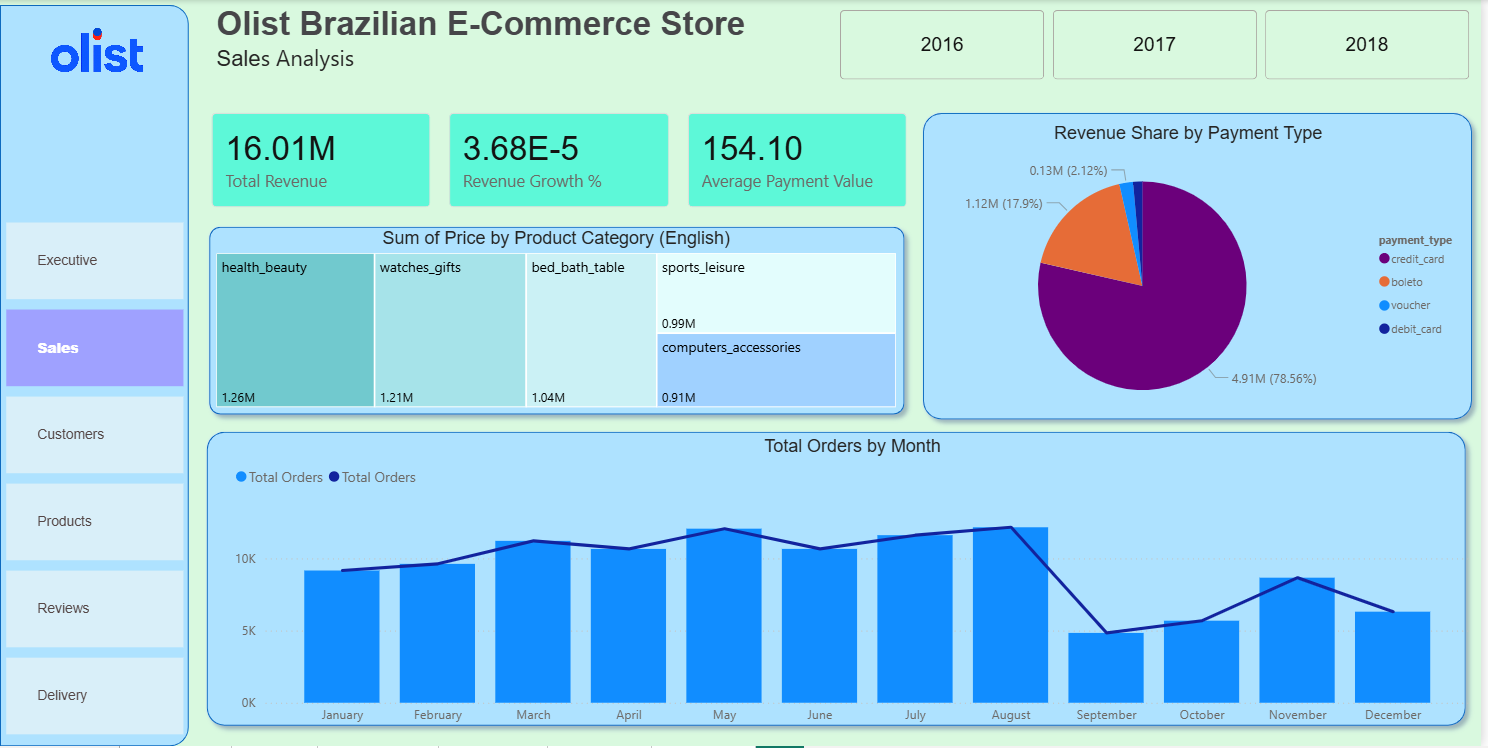 olist
Olist Brazilian E-Commerce Store
Sales Analysis
2016
2017
2018
Executive
Sales
Customers
Products
Reviews
Delivery
16.01M
Total Revenue
3.68E-5
Revenue Growth %
154.10
Average Payment Value
Sum of Price by Product Category (English)
health_beauty
1.26M
watches_gifts
1.21M
bed_bath_table
1.04M
sports_leisure
0.99M
computers_accessories
0.91M
Revenue Share by Payment Type
0.13M (2.12%)
1.12M (17.9%)
4.91M (78.56%)
payment_type
credit_card
boleto
voucher
debit_card
Total Orders by Month
Total Orders Total Orders
10K
5K
0K
January February March April May June July August September October November December